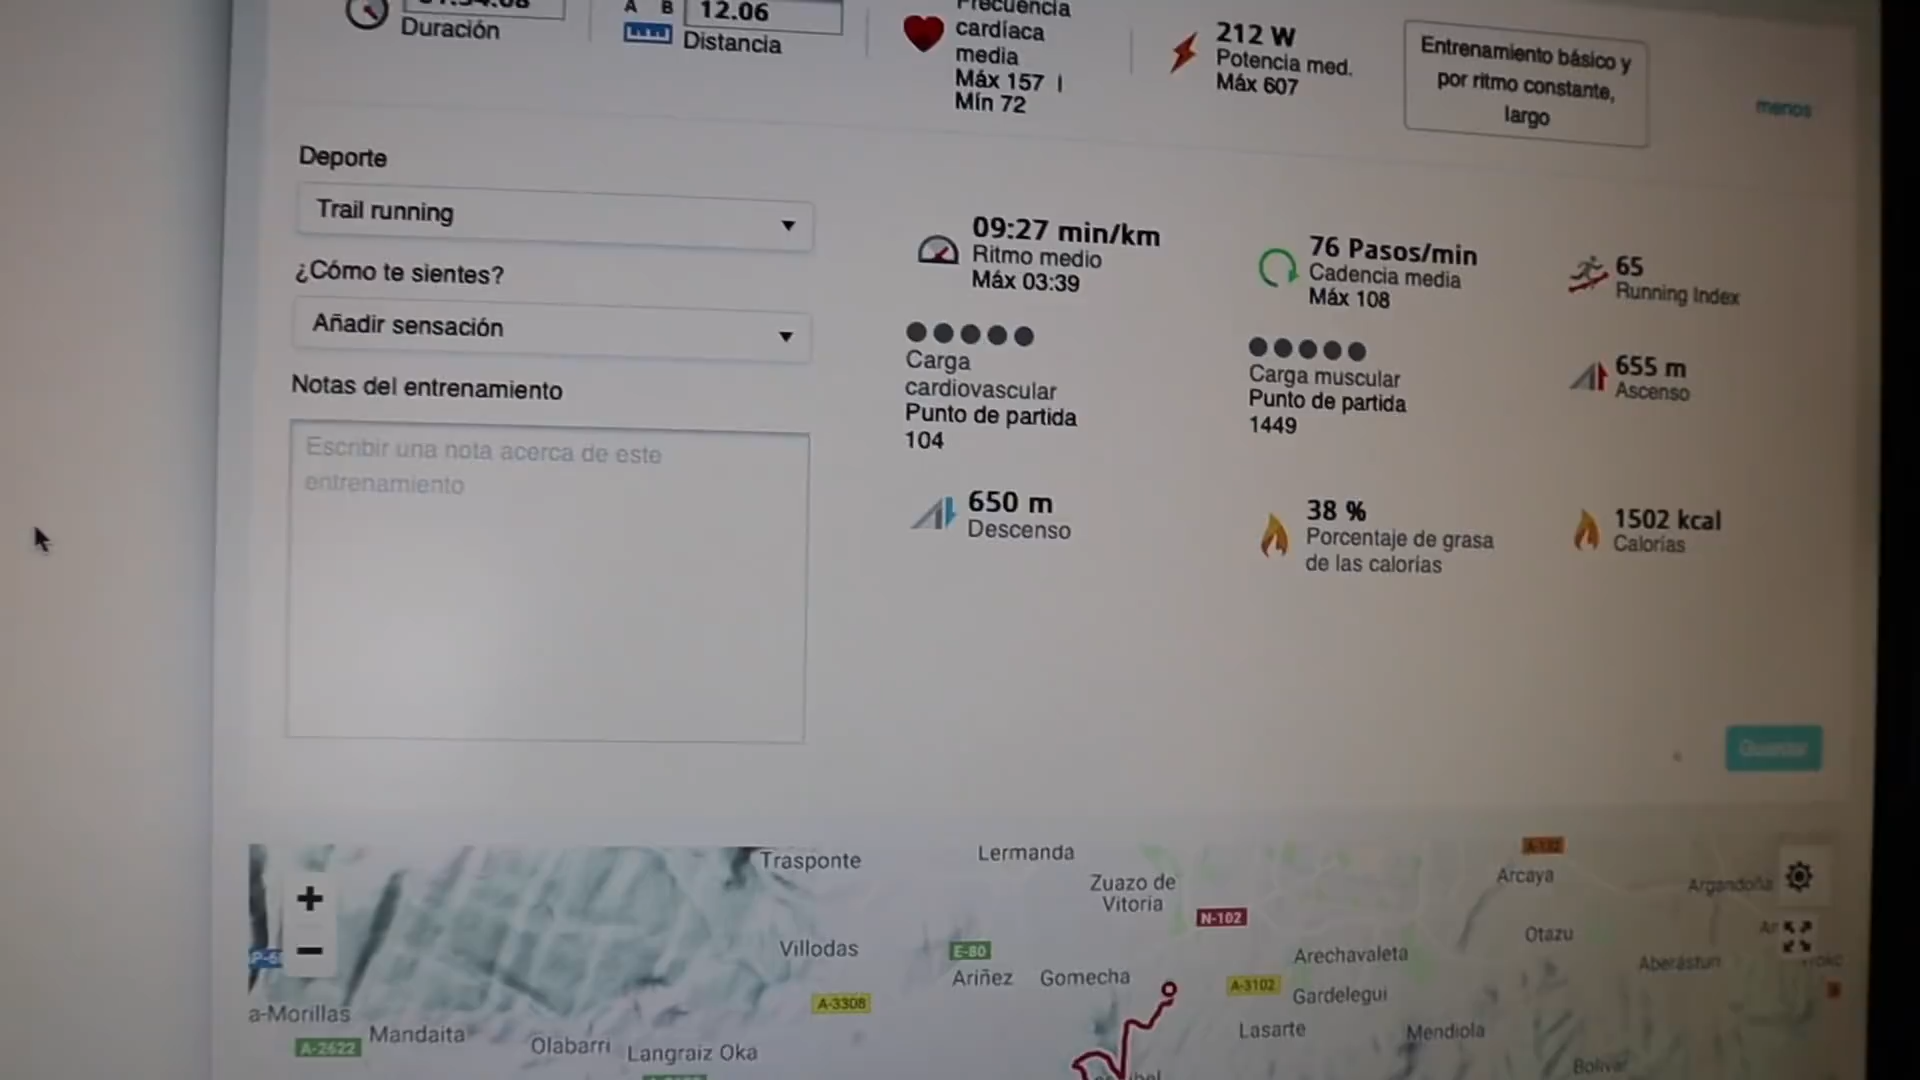 Duración
A B
12.06
Distancia
Frecuencia
cardíaca
media
Máx 157 |
Mín 72
212 W
Potencia med.
Máx 607
Entrenamiento básico y
por ritmo constante,
largo
menos
Deporte
Trail running
¿Cómo te sientes?
Añadir sensación
Notas del entrenamiento
Escribir una nota acerca de este
entrenamiento
09:27 min/km
Ritmo medio
Máx 03:39
76 Pasos/min
Cadencia media
Máx 108
65
Running Index
Carga
cardiovascular
Punto de partida
104
Carga muscular
Punto de partida
1449
655 m
Ascenso
650 m
Descenso
38 %
Porcentaje de grasa
de las calorías
1502 kcal
Calorías
Guardar
Trasponte
Lermanda
Zuazo de
Vitoria
N-102
A-132
Arcaya
Argandoña
+
−
Villodas
E-80
Ariñez
Gomecha
A-3102
Arechavaleta
Gardelegui
Otazu
Aberásturi
A-3308
a-Morillas
A-2622
Mandaita
Olabarri
Langraiz Oka
Lasarte
Mendiola